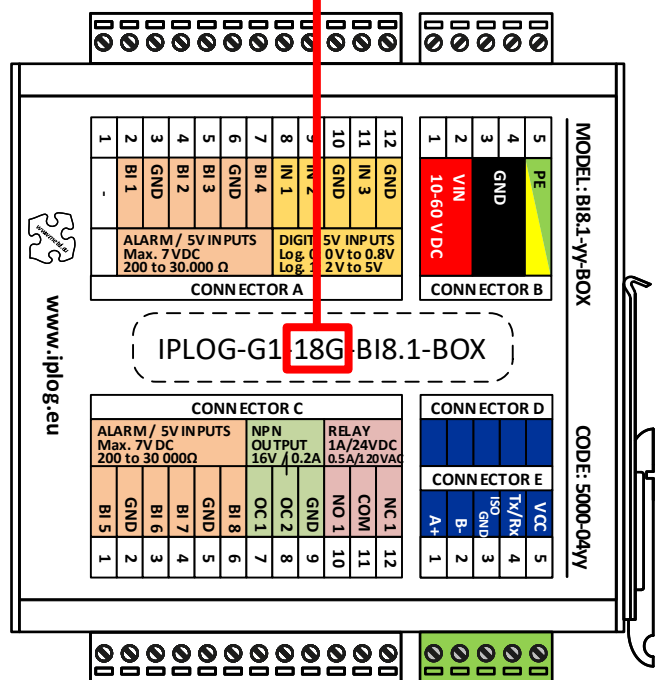 1 2 3 4 5 6 7 8 9 10 11 12
- BI 1 GND BI 2 BI 3 GND BI 4 IN 1 IN 2 GND IN 3 GND
ALARM / 5V INPUTS
Max. 7 VDC
200 to 30.000 Ω
DIGIT 5V INPUTS
Log. 0 0 V to 0.8V
Log. 1 2 V to 5V
CONNECTOR A
1 2 3 4 5
VIN
10-60 V DC
GND
PE
CONNECTOR B
MODEL: BI8.1-yy-BOX
www.iplog.eu
IPLOG-G1-18G-BI8.1-BOX
CONNECTOR C
ALARM / 5V INPUTS
Max. 7V DC
200 to 30 000Ω
NPN
OUTPUT
16V / 0.2A
RELAY
1A/24VDC
0.5A/120VAC
BI 5 GND BI 6 BI 7 GND BI 8 OC 1 OC 2 GND NO 1 COM NC 1
1 2 3 4 5 6 7 8 9 10 11 12
CONNECTOR D
CONNECTOR E
A+ B- ISO GND Tx/Rx VCC
1 2 3 4 5
CODE: 5000-04yy